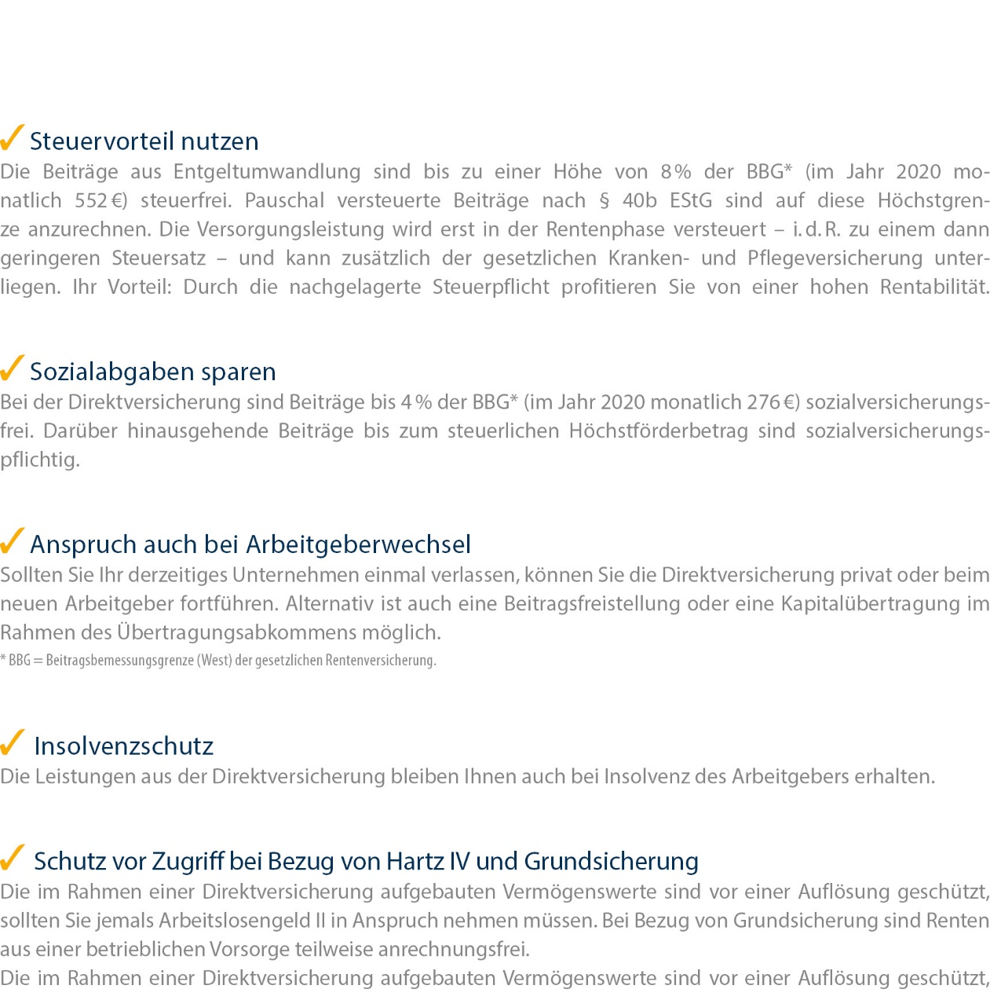 ✓ Steuervorteil nutzen
Die Beiträge aus Entgeltumwandlung sind bis zu einer Höhe von 8 % der BBG* (im Jahr 2020 mo-
natlich 552 €) steuerfrei. Pauschal versteuerte Beiträge nach § 40b EStG sind auf diese Höchstgren-
ze anzurechnen. Die Versorgungsleistung wird erst in der Rentenphase versteuert – i. d. R. zu einem dann
geringeren Steuersatz – und kann zusätzlich der gesetzlichen Kranken- und Pflegeversicherung unter-
liegen. Ihr Vorteil: Durch die nachgelagerte Steuerpflicht profitieren Sie von einer hohen Rentabilität.
✓ Sozialabgaben sparen
Bei der Direktversicherung sind Beiträge bis 4 % der BBG* (im Jahr 2020 monatlich 276 €) sozialversicherungs-
frei. Darüber hinausgehende Beiträge bis zum steuerlichen Höchstförderbetrag sind sozialversicherungs-
pflichtig.
✓ Anspruch auch bei Arbeitgeberwechsel
Sollten Sie Ihr derzeitiges Unternehmen einmal verlassen, können Sie die Direktversicherung privat oder beim
neuen Arbeitgeber fortführen. Alternativ ist auch eine Beitragsfreistellung oder eine Kapitalübertragung im
Rahmen des Übertragungsabkommens möglich.
* BBG = Beitragsbemessungsgrenze (West) der gesetzlichen Rentenversicherung.
✓ Insolvenzschutz
Die Leistungen aus der Direktversicherung bleiben Ihnen auch bei Insolvenz des Arbeitgebers erhalten.
✓ Schutz vor Zugriff bei Bezug von Hartz IV und Grundsicherung
Die im Rahmen einer Direktversicherung aufgebauten Vermögenswerte sind vor einer Auflösung geschützt,
sollten Sie jemals Arbeitslosengeld II in Anspruch nehmen müssen. Bei Bezug von Grundsicherung sind Renten
aus einer betrieblichen Vorsorge teilweise anrechnungsfrei.
Die im Rahmen einer Direktversicherung aufgebauten Vermögenswerte sind vor einer Auflösung geschützt,